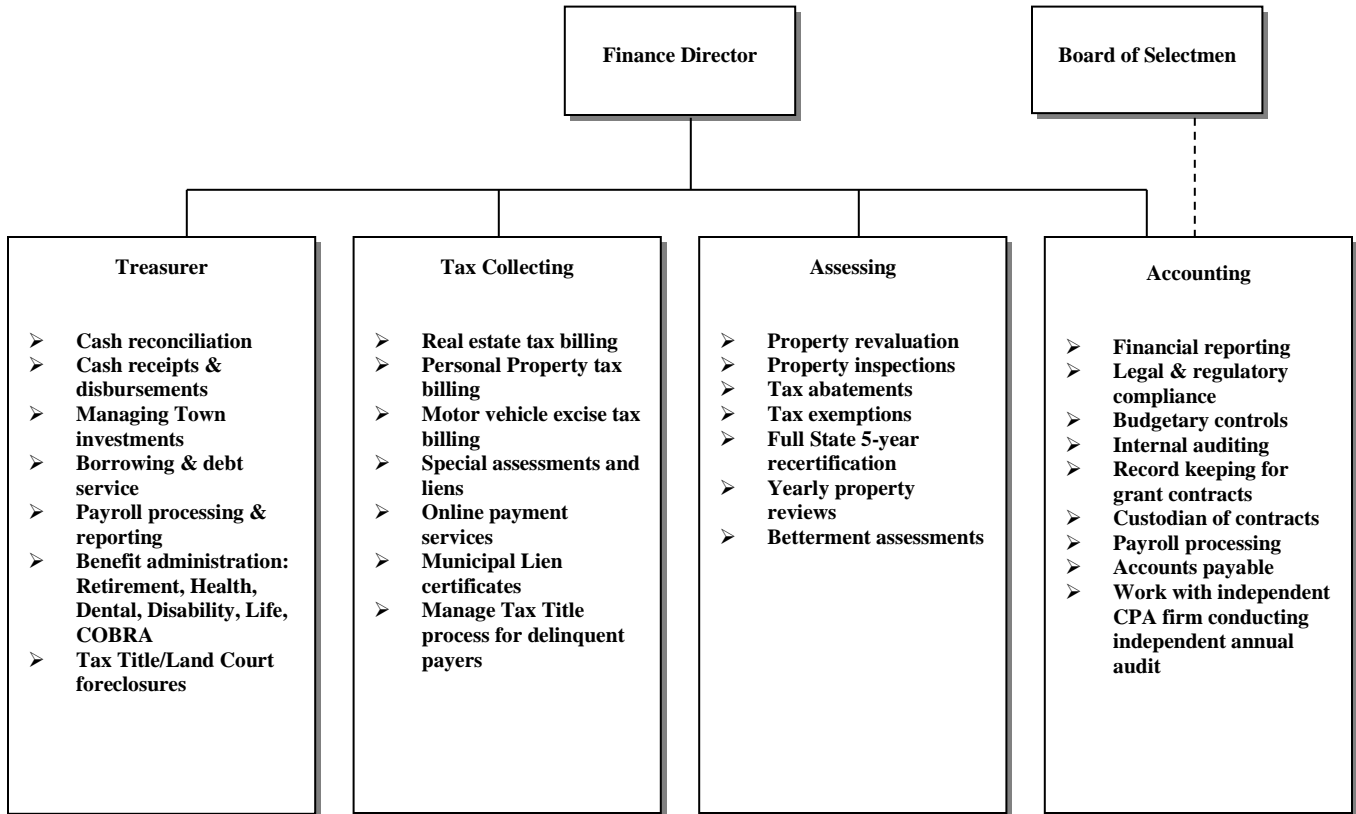 Finance Director
Board of Selectmen
Treasurer
➢ Cash reconciliation
➢ Cash receipts &
disbursements
➢ Managing Town
investments
➢ Borrowing & debt
service
➢ Payroll processing &
reporting
➢ Benefit administration:
Retirement, Health,
Dental, Disability, Life,
COBRA
➢ Tax Title/Land Court
foreclosures
Tax Collecting
➢ Real estate tax billing
➢ Personal Property tax
billing
➢ Motor vehicle excise tax
billing
➢ Special assessments and
liens
➢ Online payment
services
➢ Municipal Lien
certificates
➢ Manage Tax Title
process for delinquent
payers
Assessing
➢ Property revaluation
➢ Property inspections
➢ Tax abatements
➢ Tax exemptions
➢ Full State 5-year
recertification
➢ Yearly property
reviews
➢ Betterment assessments
Accounting
➢ Financial reporting
➢ Legal & regulatory
compliance
➢ Budgetary controls
➢ Internal auditing
➢ Record keeping for
grant contracts
➢ Custodian of contracts
➢ Payroll processing
➢ Accounts payable
➢ Work with independent
CPA firm conducting
independent annual
audit